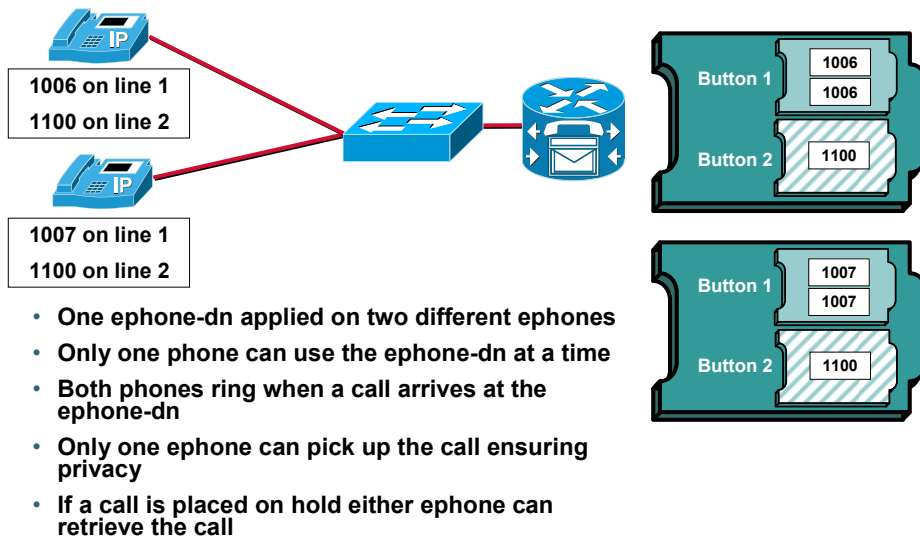 IP
1006 on line 1
1100 on line 2
IP
1007 on line 1
1100 on line 2
Button 1
1006
1006
Button 2
1100
Button 1
1007
1007
Button 2
1100
• One ephone-dn applied on two different ephones
• Only one phone can use the ephone-dn at a time
• Both phones ring when a call arrives at the
ephone-dn
• Only one ephone can pick up the call ensuring
privacy
• If a call is placed on hold either ephone can
retrieve the call